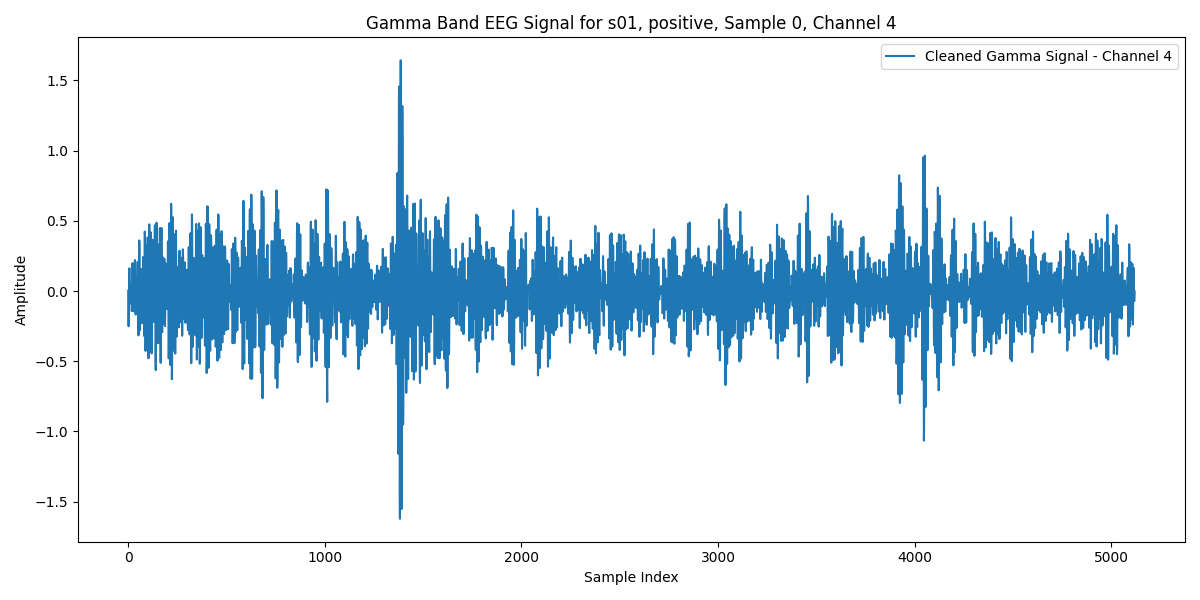 Gamma Band EEG Signal for s01, positive, Sample 0, Channel 4
Cleaned Gamma Signal - Channel 4
Amplitude
1.5
1.0
0.5
0.0
−0.5
−1.0
−1.5
0 1000 2000 3000 4000 5000
Sample Index